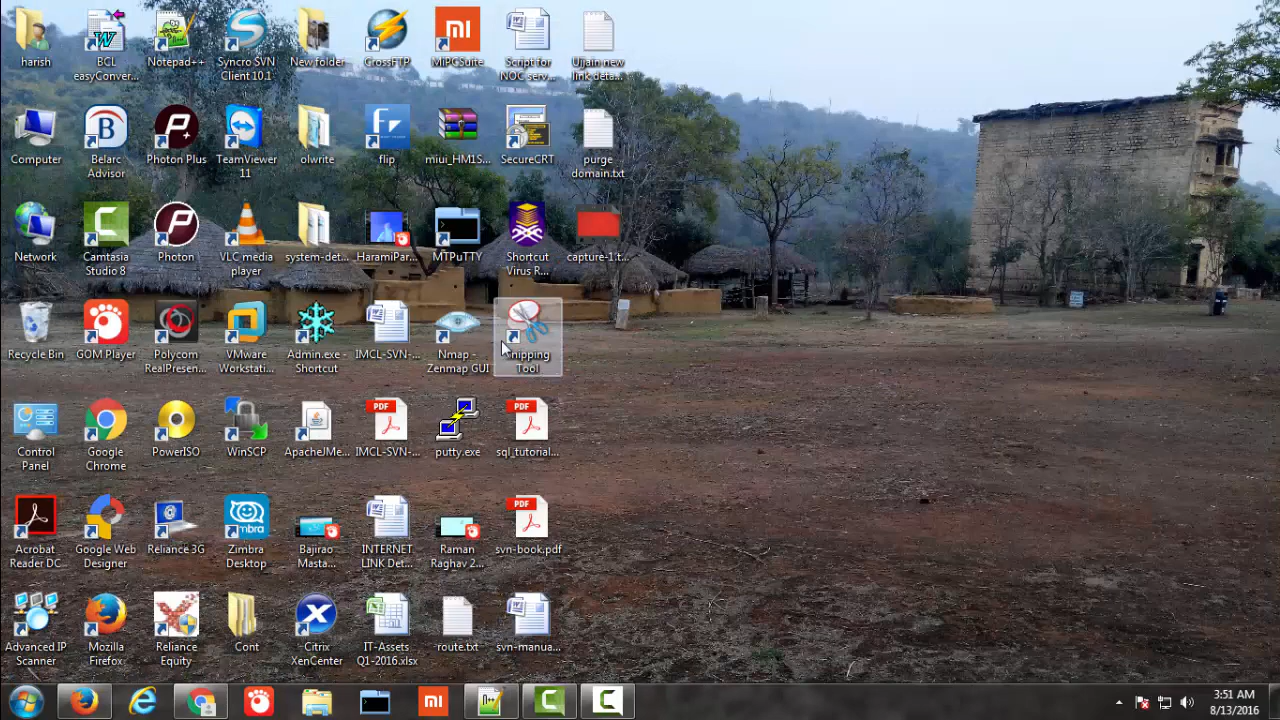 harish
BCL
easyConver...
Notepad++
Syncro SVN
Client 10.1
New folder
CrossFTP
MiPCSuite
Script for
NOC serv...
Ujjain new
link deta...
Computer
Belarc
Advisor
Photon Plus
TeamViewer
11
olwrite
flip
miui_HM1S...
SecureCRT
purge
domain.txt
Network
Camtasia
Studio 8
Photon
VLC media
player
system-det...
HaramiPar...
MTPuTTY
Shortcut
Virus R...
capture-1.t...
Recycle Bin
GOM Player
Polycom
RealPresen...
VMware
Workstati...
Admin.exe -
Shortcut
IMCL-SVN-...
Nmap -
Zenmap GUI
Snipping
Tool
Control
Panel
Google
Chrome
PowerISO
WinSCP
ApacheJMe...
PDF
IMCL-SVN-...
putty.exe
PDF
sql_tutorial...
Acrobat
Reader DC
Google Web
Designer
Reliance 3G
zimbra
Zimbra
Desktop
Bajirao
Masta...
INTERNET
LINK Det...
Raman
Raghav 2...
PDF
svn-book.pdf
Advanced IP
Scanner
Mozilla
Firefox
Reliance
Equity
Cont
Citrix
XenCenter
IT-Assets
Q1-2016.xlsx
route.txt
svn-manua...
3:51 AM
8/13/2016